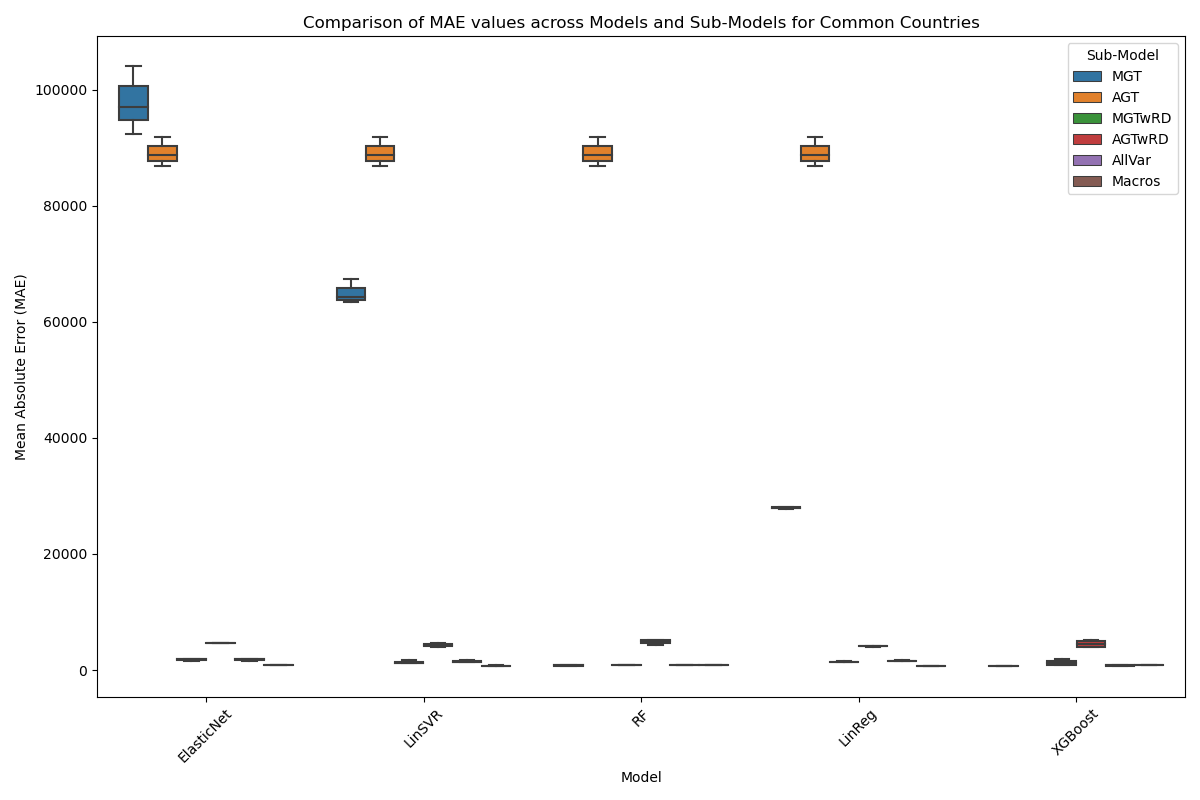 Comparison of MAE values across Models and Sub-Models for Common Countries
Sub-Model
MGT
AGT
MGTwRD
AGTwRD
AllVar
Macros
Mean Absolute Error (MAE)
100000
80000
60000
40000
20000
0
ElasticNet
LinSVR
RF
LinReg
XGBoost
Model